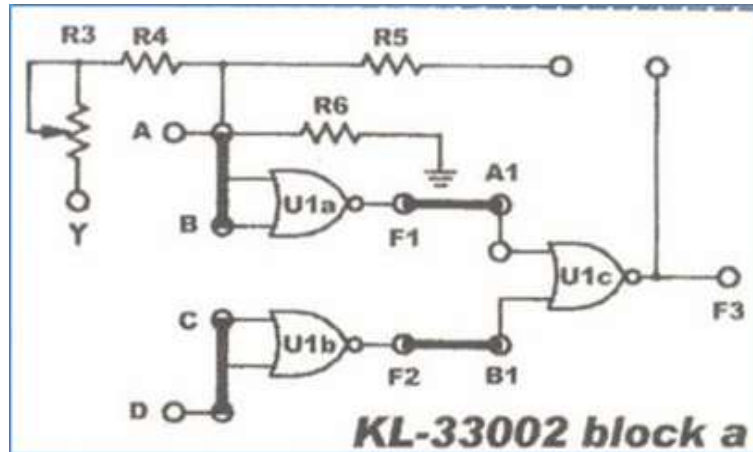 R3
R4
R5
A
R6
A1
B
U1a
F1
Y
U1c
F3
C
U1b
D
F2
B1
KL-33002 block a